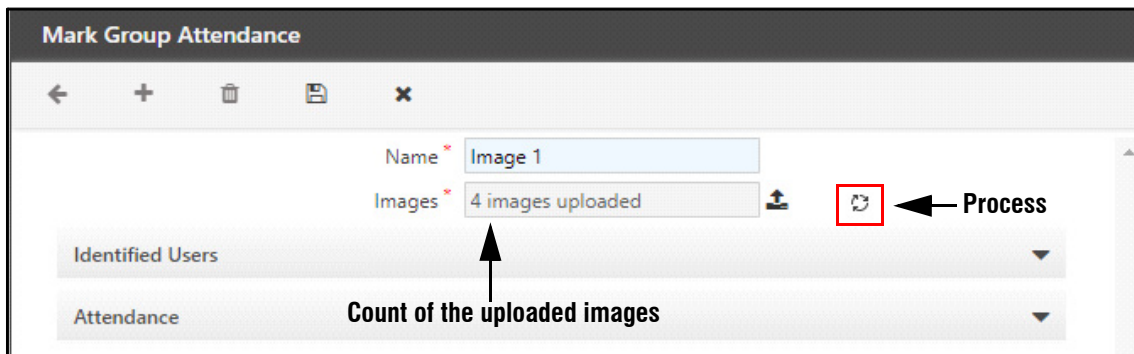 Mark Group Attendance
Name * Image 1
Images * 4 images uploaded
Process
Identified Users
Count of the uploaded images
Attendance